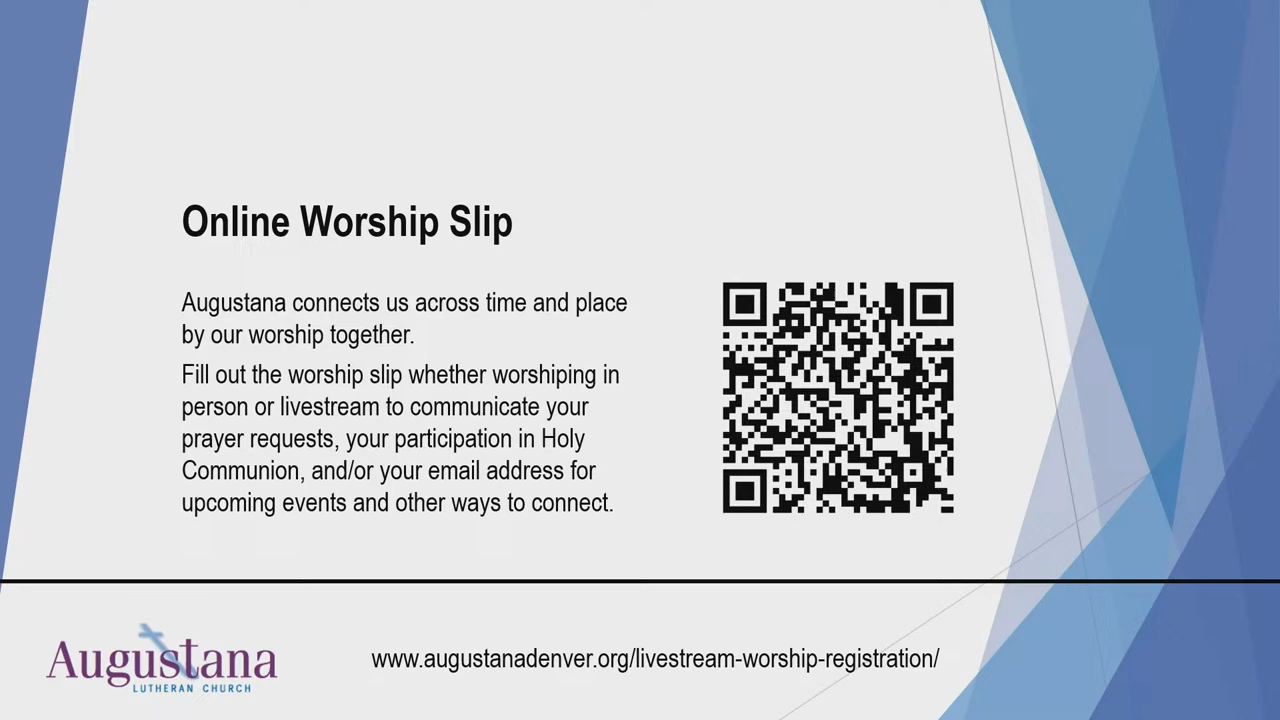 Online Worship Slip
Augustana connects us across time and place
by our worship together.
Fill out the worship slip whether worshiping in
person or livestream to communicate your
prayer requests, your participation in Holy
Communion, and/or your email address for
upcoming events and other ways to connect.
Augustana
LUTHERAN CHURCH
www.augustanadenver.org/livestream-worship-registration/